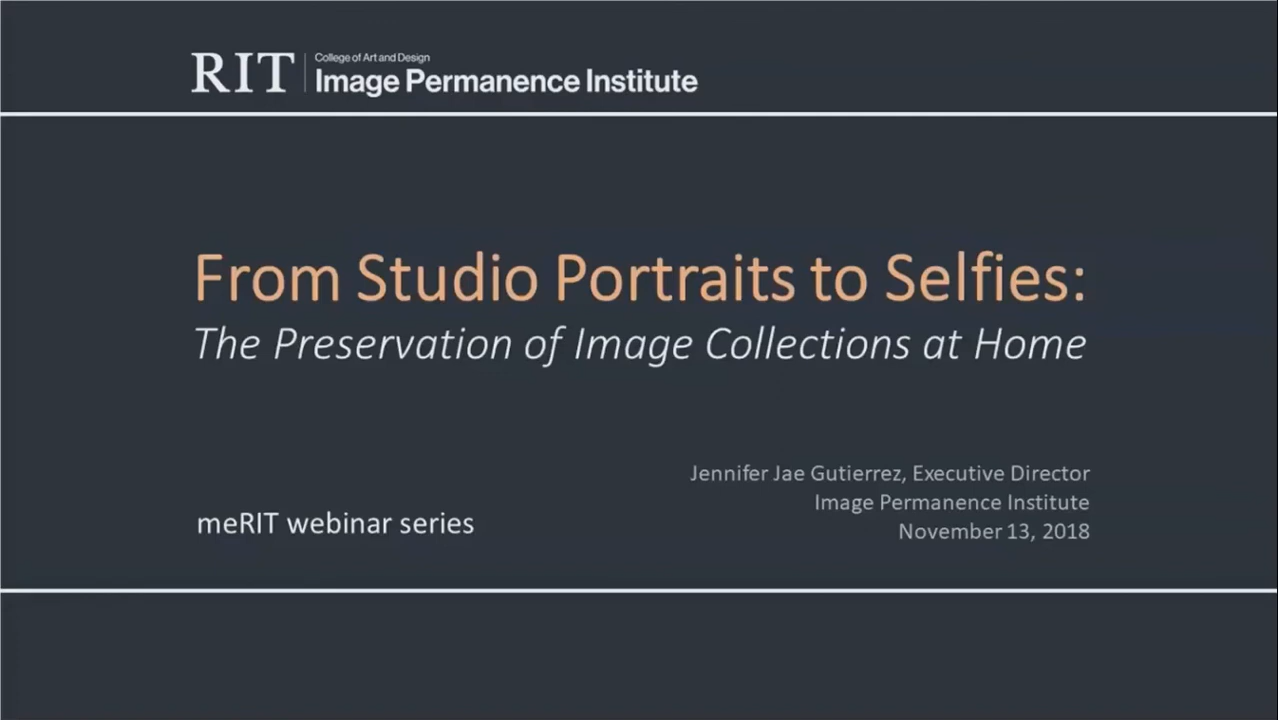 RIT
College of Art and Design
Image Permanence Institute
From Studio Portraits to Selfies:
The Preservation of Image Collections at Home
Jennifer Jae Gutierrez, Executive Director
Image Permanence Institute
November 13, 2018
meRIT webinar series